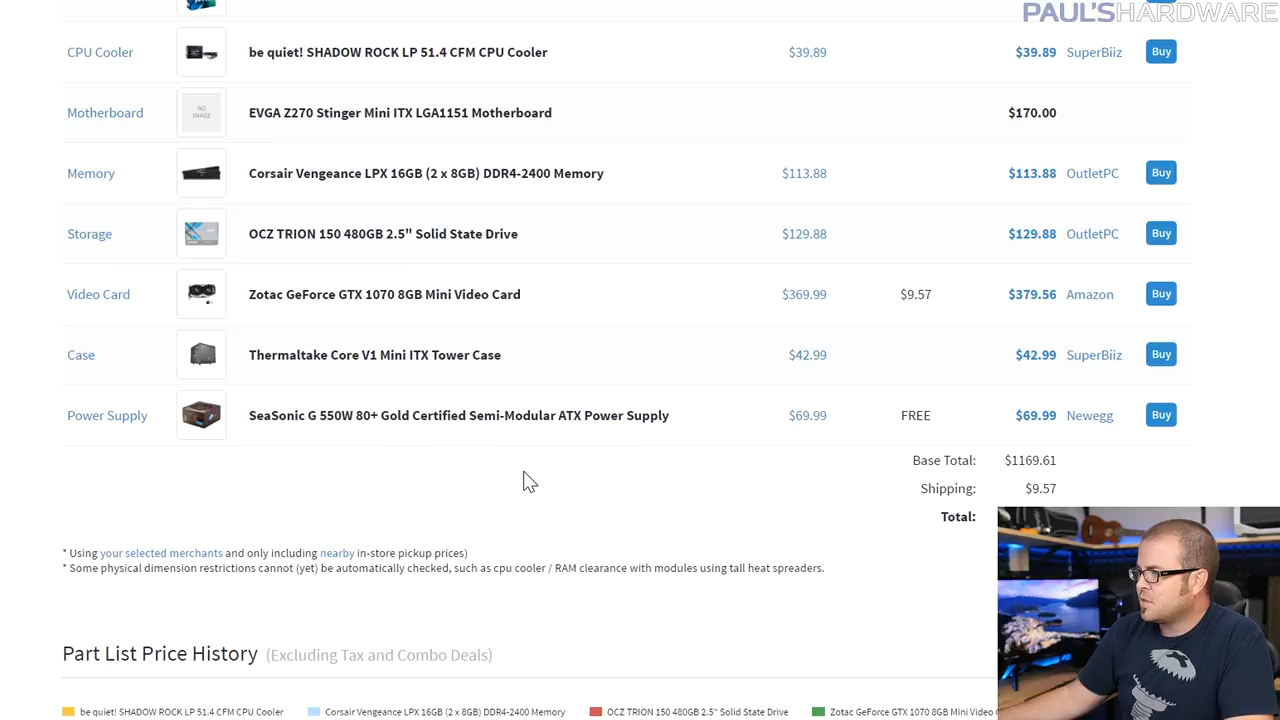 PAUL'SHARDWARE
CPU Cooler be quiet! SHADOW ROCK LP 51.4 CFM CPU Cooler $39.89 $39.89 SuperBiiz Buy
Motherboard NO IMAGE EVGA Z270 Stinger Mini ITX LGA1151 Motherboard $170.00
Memory Corsair Vengeance LPX 16GB (2 x 8GB) DDR4-2400 Memory $113.88 $113.88 OutletPC Buy
Storage OCZ TRION 150 480GB 2.5" Solid State Drive $129.88 $129.88 OutletPC Buy
Video Card Zotac GeForce GTX 1070 8GB Mini Video Card $369.99 $9.57 $379.56 Amazon Buy
Case Thermaltake Core V1 Mini ITX Tower Case $42.99 $42.99 SuperBiiz Buy
Power Supply SeaSonic G 550W 80+ Gold Certified Semi-Modular ATX Power Supply $69.99 FREE $69.99 Newegg Buy
Base Total: $1169.61
Shipping: $9.57
Total:
* Using your selected merchants and only including nearby in-store pickup prices)
* Some physical dimension restrictions cannot (yet) be automatically checked, such as cpu cooler / RAM clearance with modules using tall heat spreaders.
Part List Price History (Excluding Tax and Combo Deals)
be quiet! SHADOW ROCK LP 51.4 CFM CPU Cooler Corsair Vengeance LPX 16GB (2 x 8GB) DDR4-2400 Memory OCZ TRION 150 480GB 2.5" Solid State Drive Zotac GeForce GTX 1070 8GB Mini Video